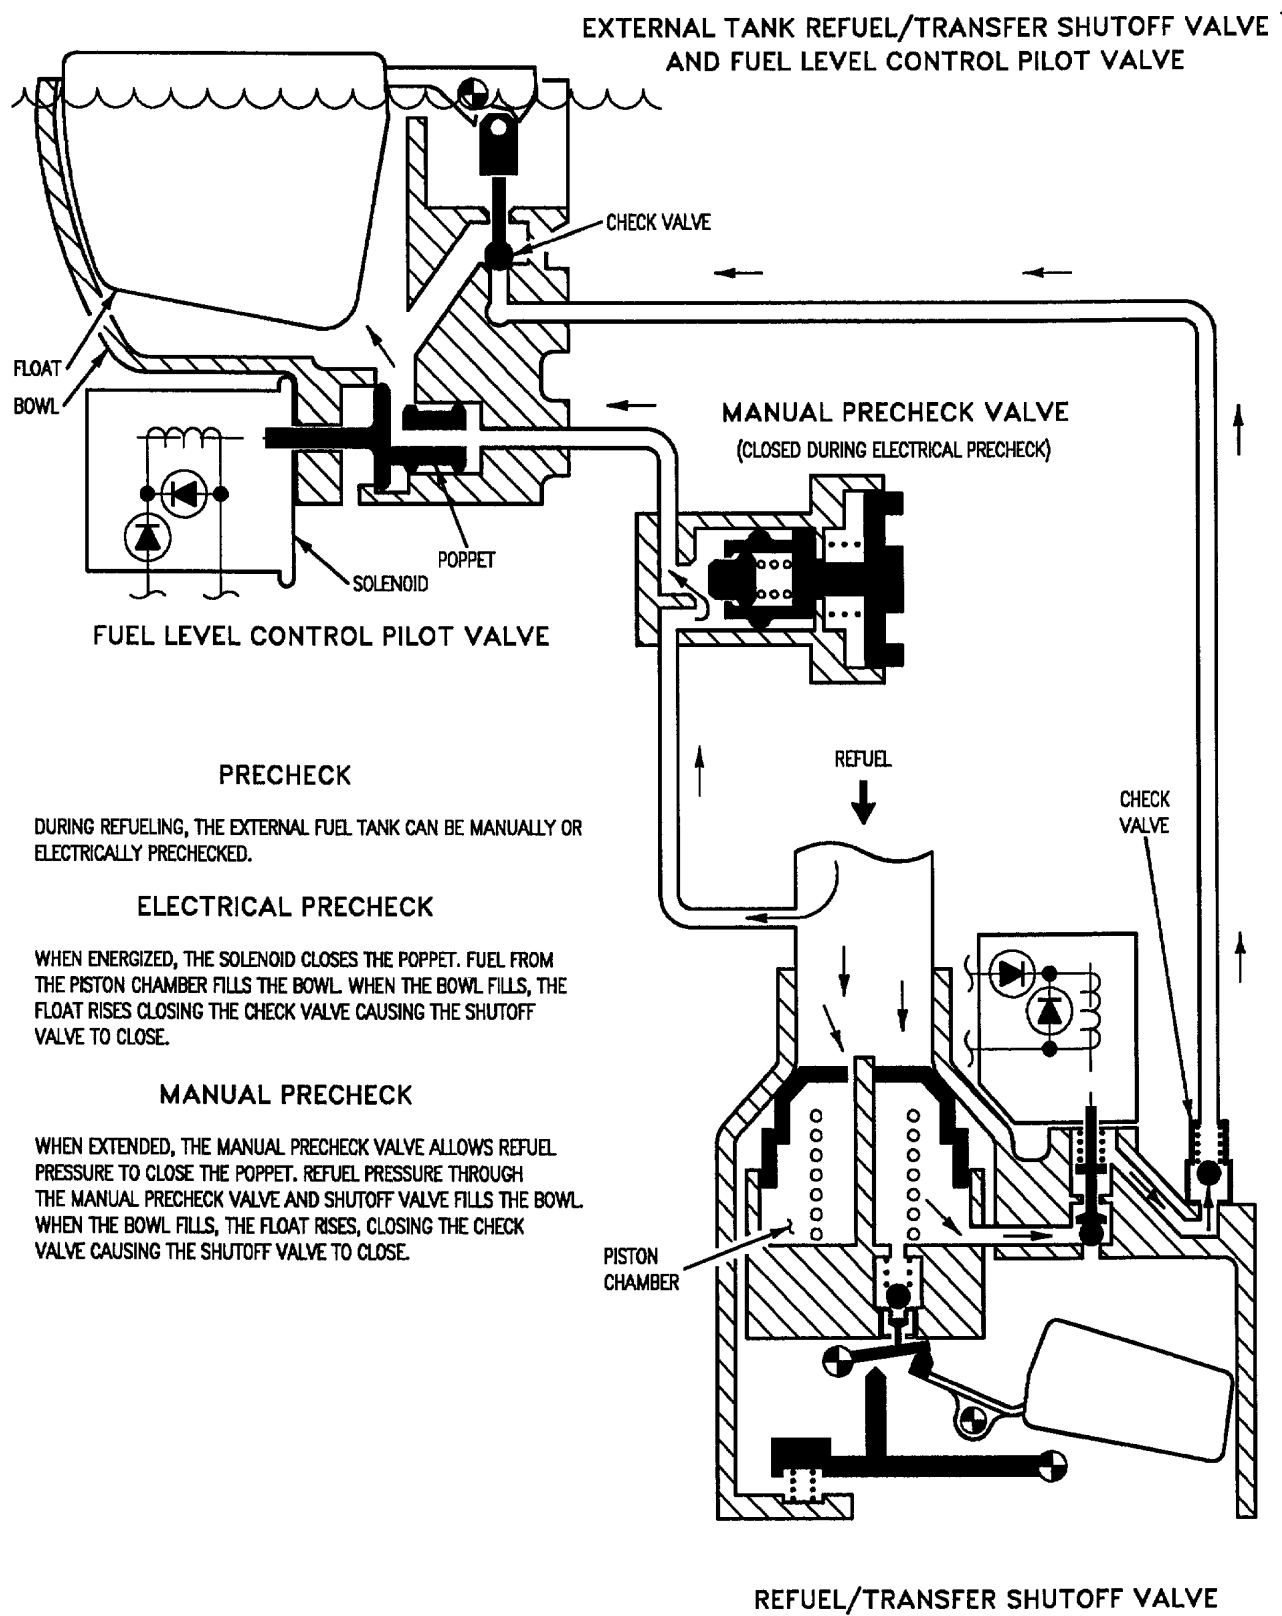 EXTERNAL TANK REFUEL/TRANSFER SHUTOFF VALVE
AND FUEL LEVEL CONTROL PILOT VALVE
CHECK VALVE
FLOAT
BOWL
MANUAL PRECHECK VALVE
(CLOSED DURING ELECTRICAL PRECHECK)
POPPET
SOLENOID
FUEL LEVEL CONTROL PILOT VALVE
REFUEL
CHECK
VALVE
PRECHECK
DURING REFUELING, THE EXTERNAL FUEL TANK CAN BE MANUALLY OR
ELECTRICALLY PRECHECKED.
ELECTRICAL PRECHECK
WHEN ENERGIZED, THE SOLENOID CLOSES THE POPPET. FUEL FROM
THE PISTON CHAMBER FILLS THE BOWL. WHEN THE BOWL FILLS, THE
FLOAT RISES CLOSING THE CHECK VALVE CAUSING THE SHUTOFF
VALVE TO CLOSE.
MANUAL PRECHECK
WHEN EXTENDED, THE MANUAL PRECHECK VALVE ALLOWS REFUEL
PRESSURE TO CLOSE THE POPPET. REFUEL PRESSURE THROUGH
THE MANUAL PRECHECK VALVE AND SHUTOFF VALVE FILLS THE BOWL.
WHEN THE BOWL FILLS, THE FLOAT RISES, CLOSING THE CHECK
VALVE CAUSING THE SHUTOFF VALVE TO CLOSE.
PISTON
CHAMBER
REFUEL/TRANSFER SHUTOFF VALVE